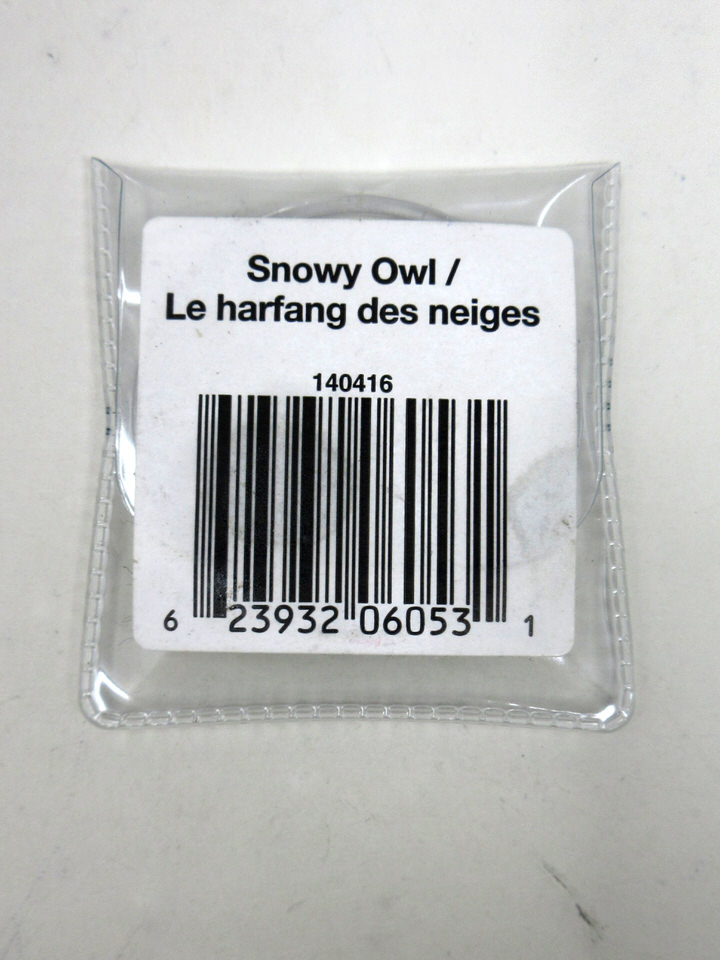 Snowy Owl /
Le harfang des neiges
140416
6 23932 06053 1